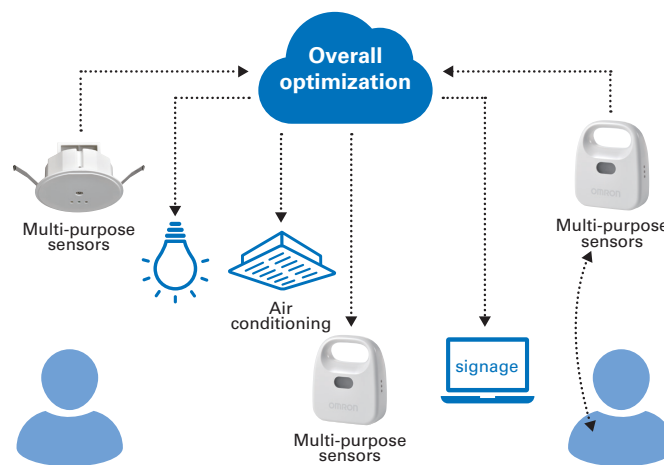 Overall
optimization
Multi-purpose
sensors
OMRON
Multi-purpose
sensors
Air
conditioning
signage
OMRON
Multi-purpose
sensors